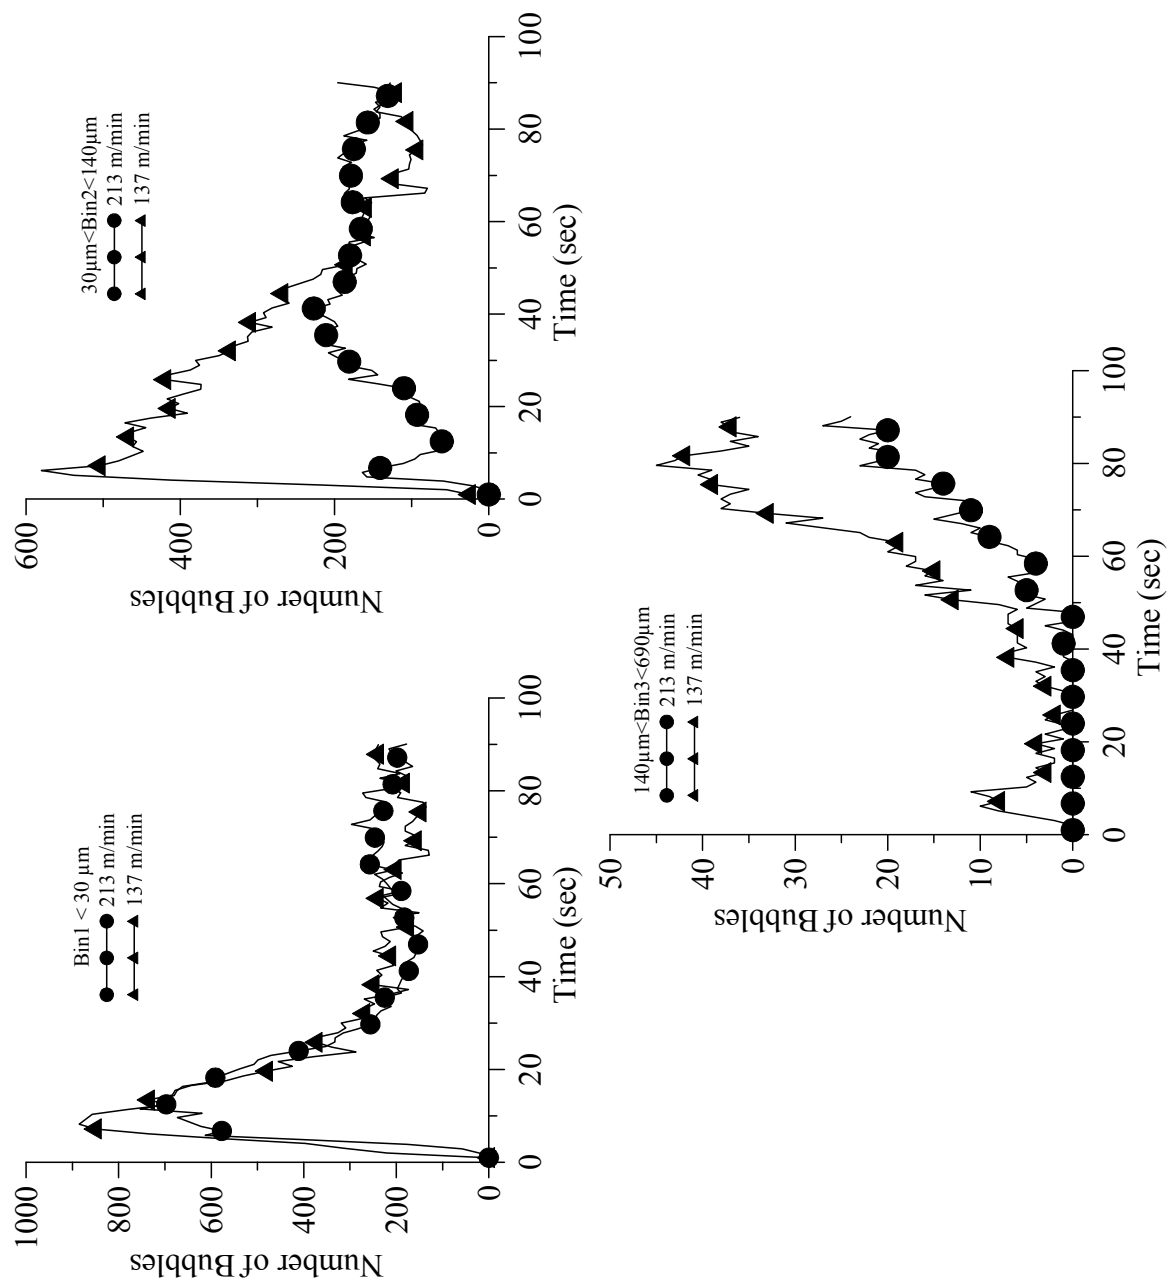 Bin1 < 30 µm
213 m/min
137 m/min
1000
800
600
400
200
0
Number of Bubbles
0
20
40
60
80
100
Time (sec)
30µm<Bin2<140µm
213 m/min
137 m/min
600
400
200
0
Number of Bubbles
0
20
40
60
80
100
Time (sec)
140µm<Bin3<690µm
213 m/min
137 m/min
50
40
30
20
10
0
Number of Bubbles
0
20
40
60
80
100
Time (sec)